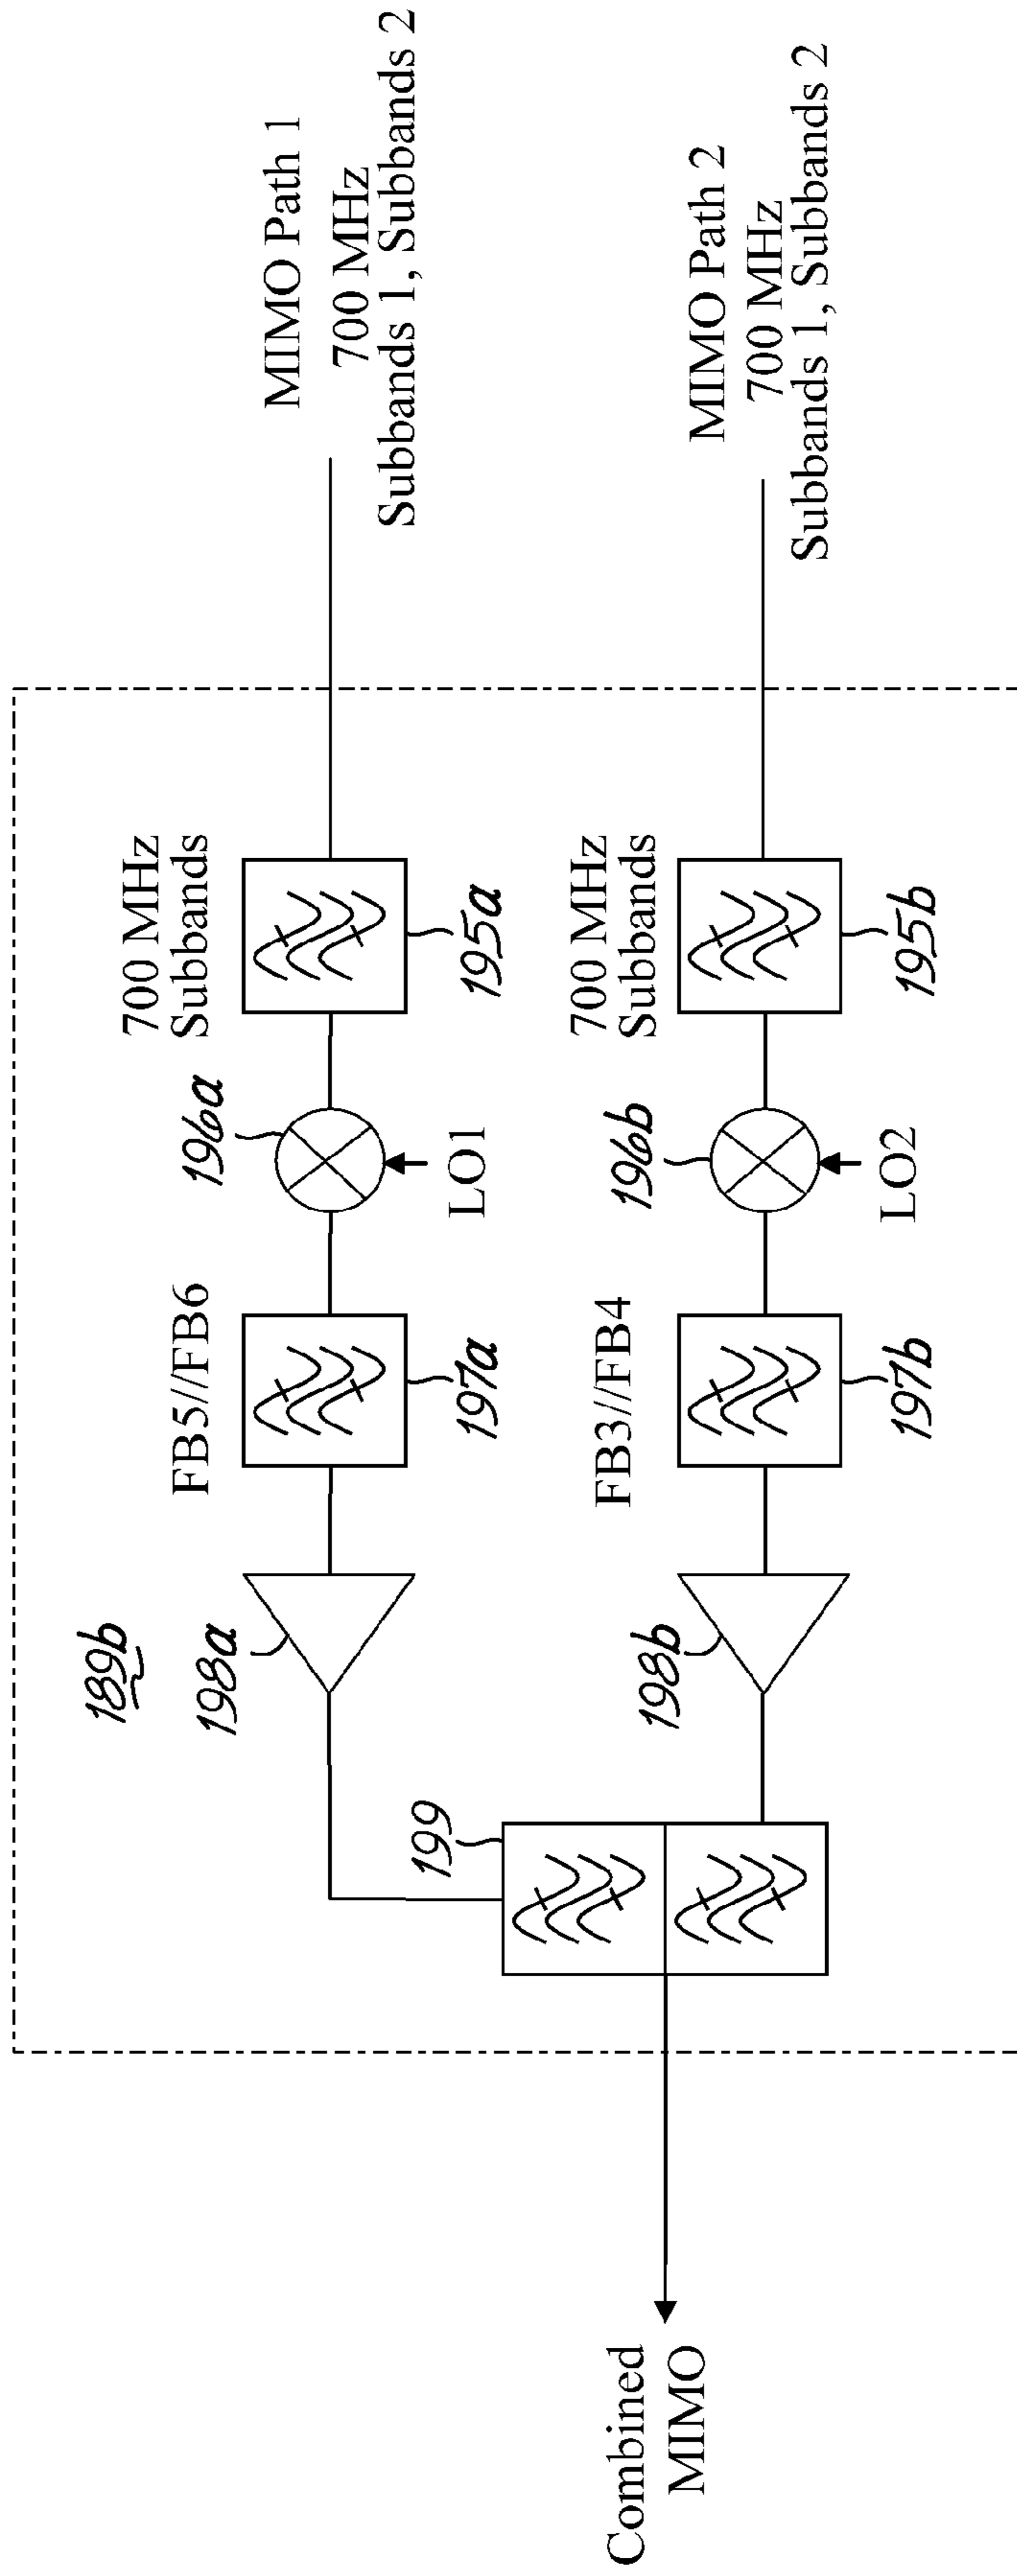 189b
198a
FB5//FB6
196a
700 MHz
Subbands
MIMO Path 1
700 MHz
Subbands 1, Subbands 2
199
197a
LO1
195a
198b
FB3//FB4
196b
700 MHz
Subbands
MIMO Path 2
700 MHz
Subbands 1, Subbands 2
Combined
MIMO
197b
LO2
195b